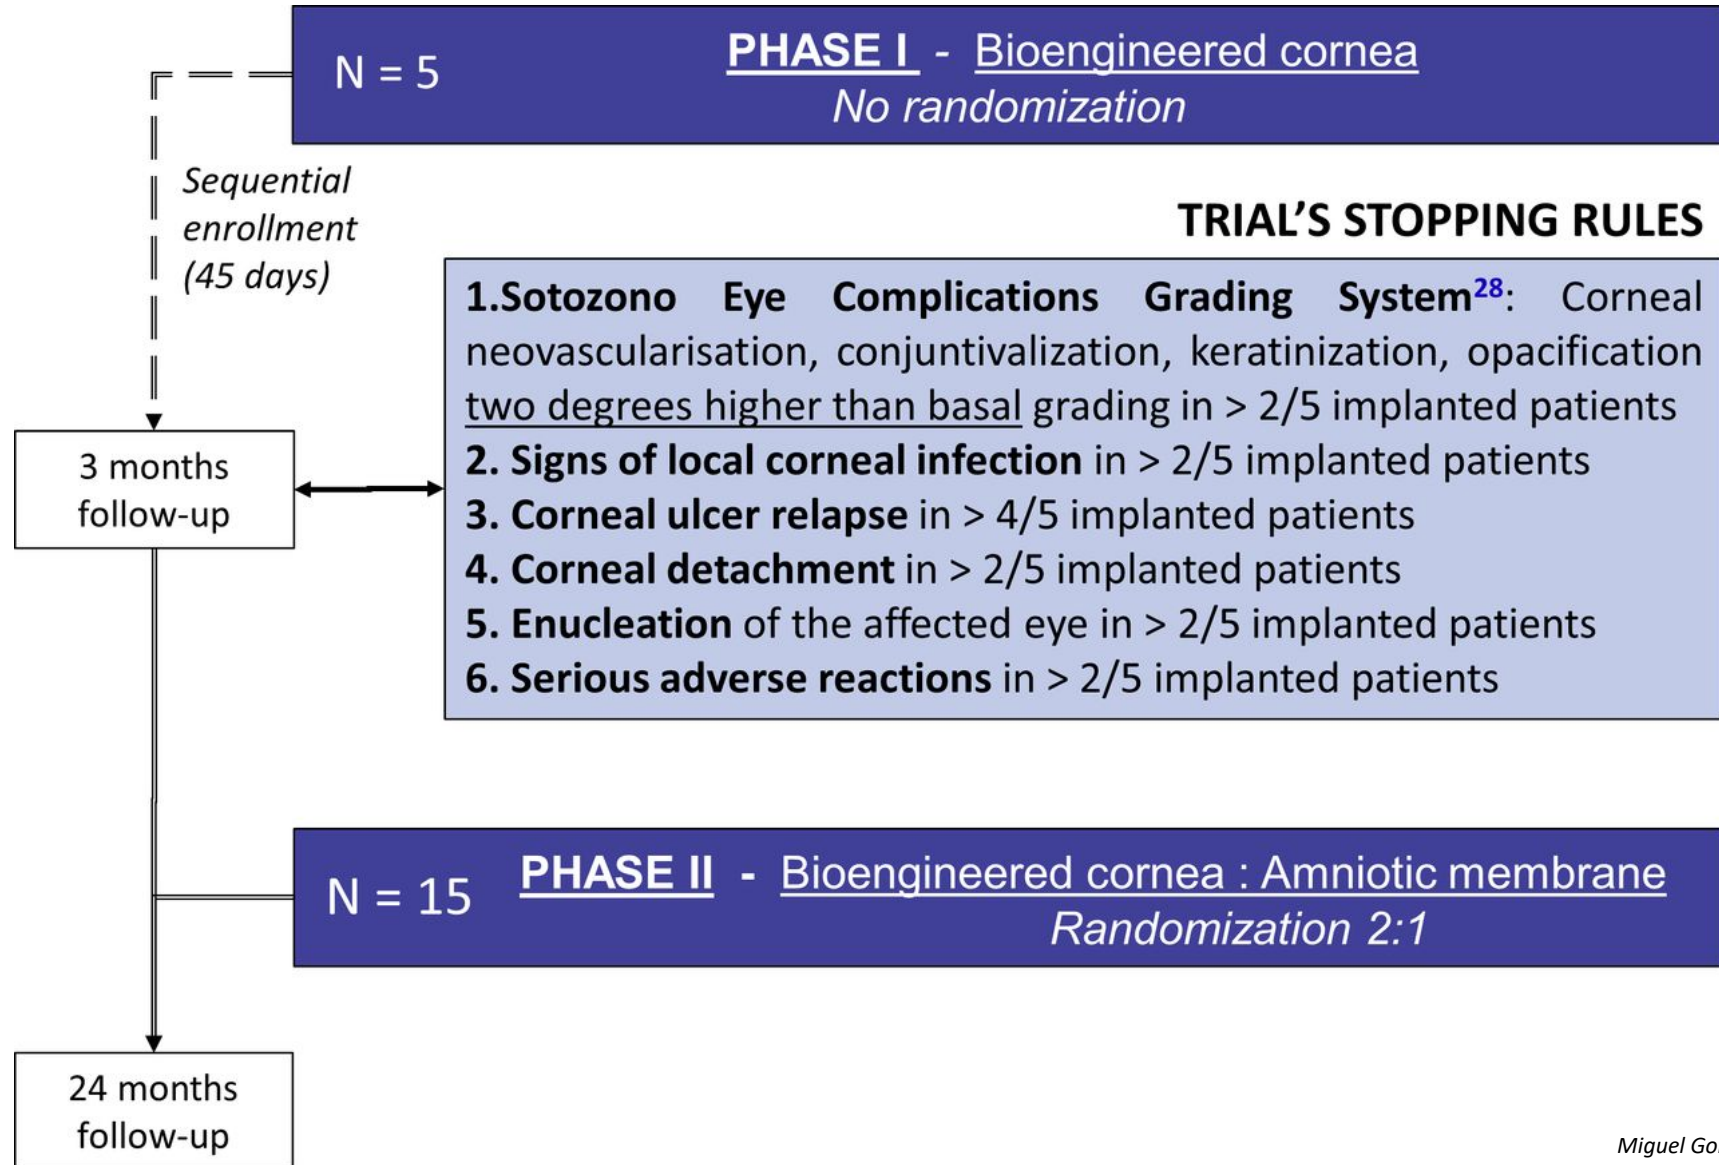 N = 5
PHASE I - Bioengineered cornea
No randomization
Sequential
enrollment
(45 days)
TRIAL'S STOPPING RULES
1.Sotozono Eye Complications Grading System28: Corneal
neovascularisation, conjuntivalization, keratinization, opacification
two degrees higher than basal grading in > 2/5 implanted patients
2. Signs of local corneal infection in > 2/5 implanted patients
3. Corneal ulcer relapse in > 4/5 implanted patients
4. Corneal detachment in > 2/5 implanted patients
5. Enucleation of the affected eye in > 2/5 implanted patients
6. Serious adverse reactions in > 2/5 implanted patients
3 months
follow-up
N = 15
PHASE II - Bioengineered cornea : Amniotic membrane
Randomization 2:1
24 months
follow-up
Miguel